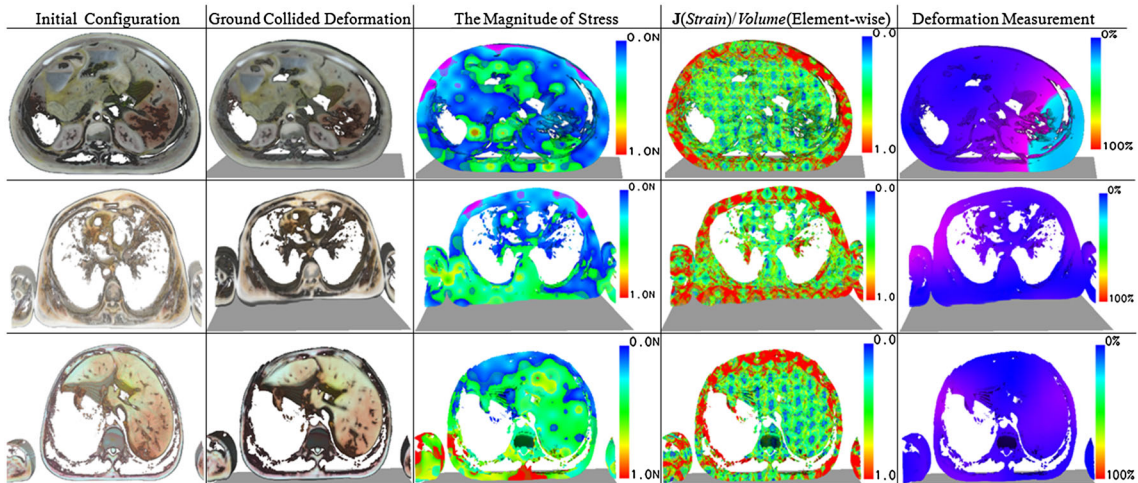 Initial Configuration
Ground Collided Deformation
The Magnitude of Stress
J(Strain)/Volume(Element-wise)
Deformation Measurement
0.0N
1.0N
0.0
1.0
0%
100%
0.0N
1.0N
0.0
1.0
0%
100%
0.0N
1.0N
0.0
1.0
0%
100%